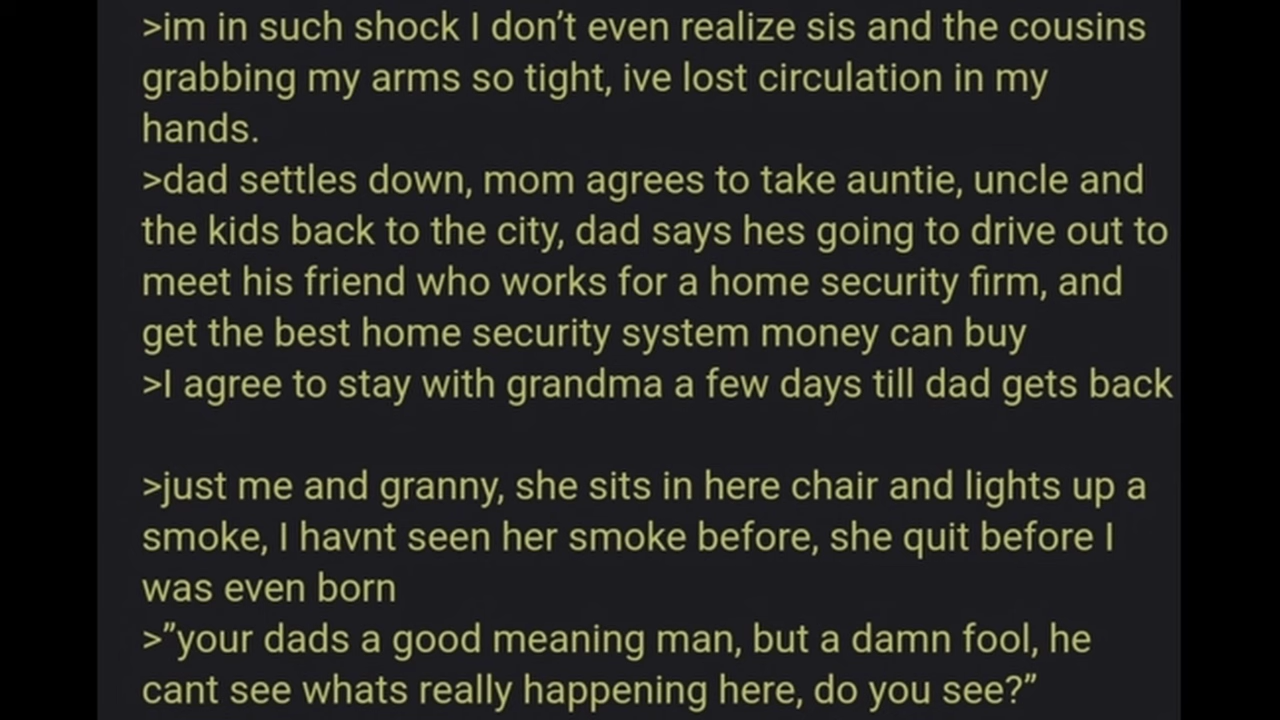 >im in such shock I don’t even realize sis and the cousins
grabbing my arms so tight, ive lost circulation in my
hands.
>dad settles down, mom agrees to take auntie, uncle and
the kids back to the city, dad says hes going to drive out to
meet his friend who works for a home security firm, and
get the best home security system money can buy
>I agree to stay with grandma a few days till dad gets back
>just me and granny, she sits in here chair and lights up a
smoke, I havnt seen her smoke before, she quit before I
was even born
>”your dads a good meaning man, but a damn fool, he
cant see whats really happening here, do you see?”